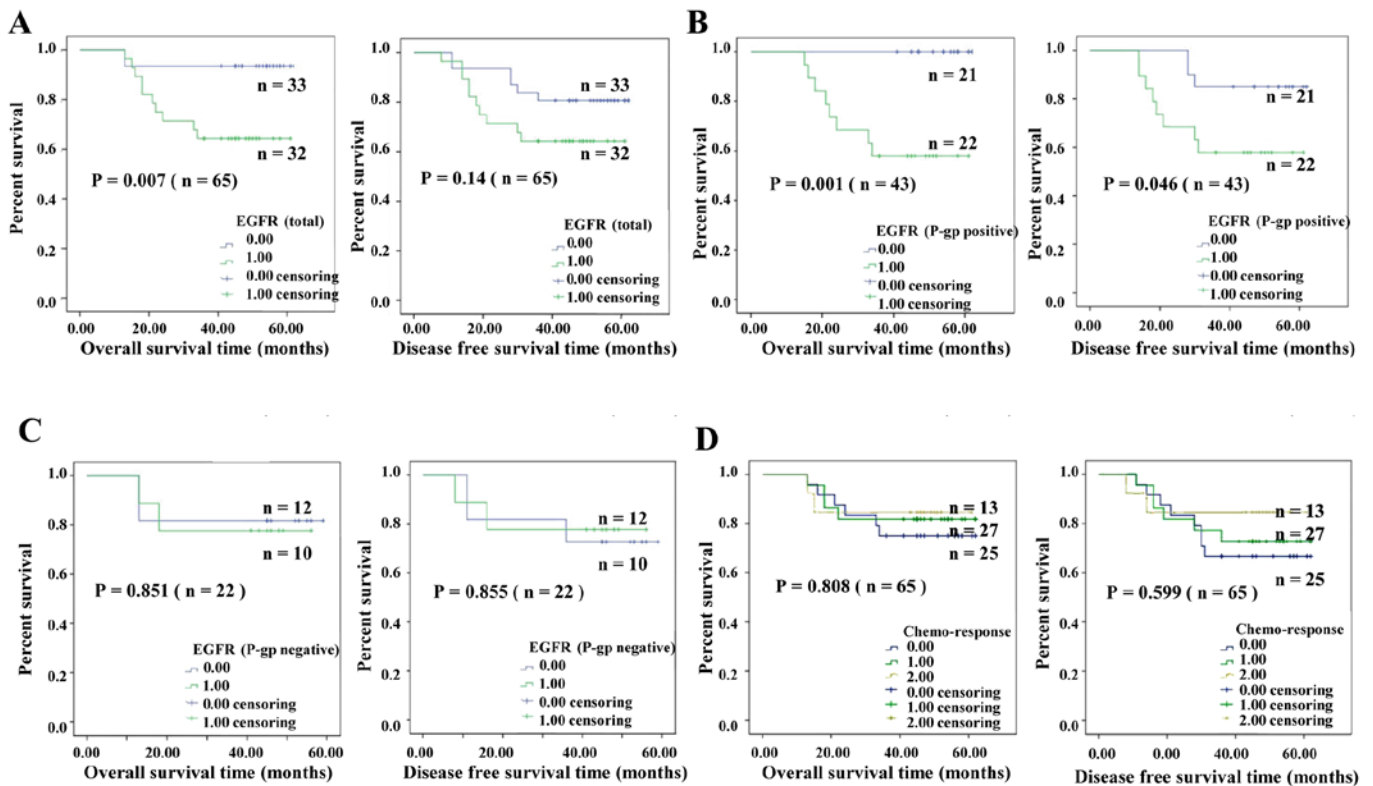 A
1.0
0.8
0.6
0.4
0.2
0.0
Percent survival
n = 33
n = 32
P = 0.007 ( n = 65)
EGFR (total)
0.00
1.00
0.00 censoring
1.00 censoring
0.00 20.00 40.00 60.00
Overall survival time (months)
1.0
0.8
0.6
0.4
0.2
0.0
Percent survival
n = 33
n = 32
P = 0.14 ( n = 65)
EGFR (total)
0.00
1.00
0.00 censoring
1.00 censoring
0.00 20.00 40.00 60.00
Disease free survival time (months)
B
1.0
0.8
0.6
0.4
0.2
0.0
Percent survival
n = 21
n = 22
P = 0.001 ( n = 43)
EGFR (P-gp positive)
0.00
1.00
0.00 censoring
1.00 censoring
0.00 20.00 40.00 60.00
Overall survival time (months)
1.0
0.8
0.6
0.4
0.2
0.0
Percent survival
n = 21
n = 22
P = 0.046 ( n = 43)
EGFR (P-gp positive)
0.00
1.00
0.00 censoring
1.00 censoring
0.00 20.00 40.00 60.00
Disease free survival time (months)
C
1.0
0.8
0.6
0.4
0.2
0.0
Percent survival
n = 12
n = 10
P = 0.851 ( n = 22 )
EGFR (P-gp negative)
0.00
1.00
0.00 censoring
1.00 censoring
0.00 20.00 40.00 60.00
Overall survival time (months)
1.0
0.8
0.6
0.4
0.2
0.0
Percent survival
n = 12
n = 10
P = 0.855 ( n = 22 )
EGFR (P-gp negative)
0.00
1.00
0.00 censoring
1.00 censoring
0.00 20.00 40.00 60.00
Disease free survival time (months)
D
1.0
0.8
0.6
0.4
0.2
0.0
Percent survival
n = 13
n = 27
n = 25
P = 0.808 ( n = 65 )
Chemo-response
0.00
1.00
2.00
0.00 censoring
1.00 censoring
2.00 censoring
0.00 20.00 40.00 60.00
Overall survival time (months)
1.0
0.8
0.6
0.4
0.2
0.0
Percent survival
n = 13
n = 27
n = 25
P = 0.599 ( n = 65 )
Chemo-response
0.00
1.00
2.00
0.00 censoring
1.00 censoring
2.00 censoring
0.00 0.00 40.00 60.00
Disease free survival time (months)